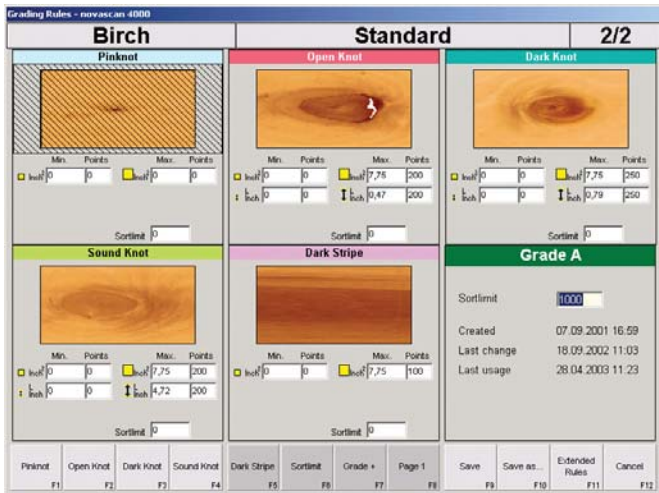 Grading Rules - novascan 4000
Birch Standard 2/2
Pinknot
Min. Points Max. Points
Inch² 0 0 Inch² 0 0
Sortlimit 0
Open Knot
Min. Points Max. Points
Inch² 0 0 Inch² 7,75 200
Inch 0 0 Inch 0,47 200
Sortlimit 0
Dark Knot
Min. Points Max. Points
Inch² 0 0 Inch² 7,75 250
Inch 0 0 Inch 0,79 250
Sortlimit 0
Sound Knot
Min. Points Max. Points
Inch² 0 0 Inch² 7,75 200
Inch 0 0 Inch 4,72 200
Sortlimit 0
Dark Stripe
Min. Points Max. Points
Inch² 0 0 Inch² 7,75 100
Sortlimit 0
Grade A
Sortlimit 1000
Created 07.09.2001 16:59
Last change 18.09.2002 11:03
Last usage 28.04.2003 11:23
Pinknot Open Knot Dark Knot Sound Knot Dark Stripe Sortlimit Grade + Page 1 Save Save as... Extended Rules Cancel
F1 F2 F3 F4 F5 F6 F7 F8 F9 F10 F11 F12